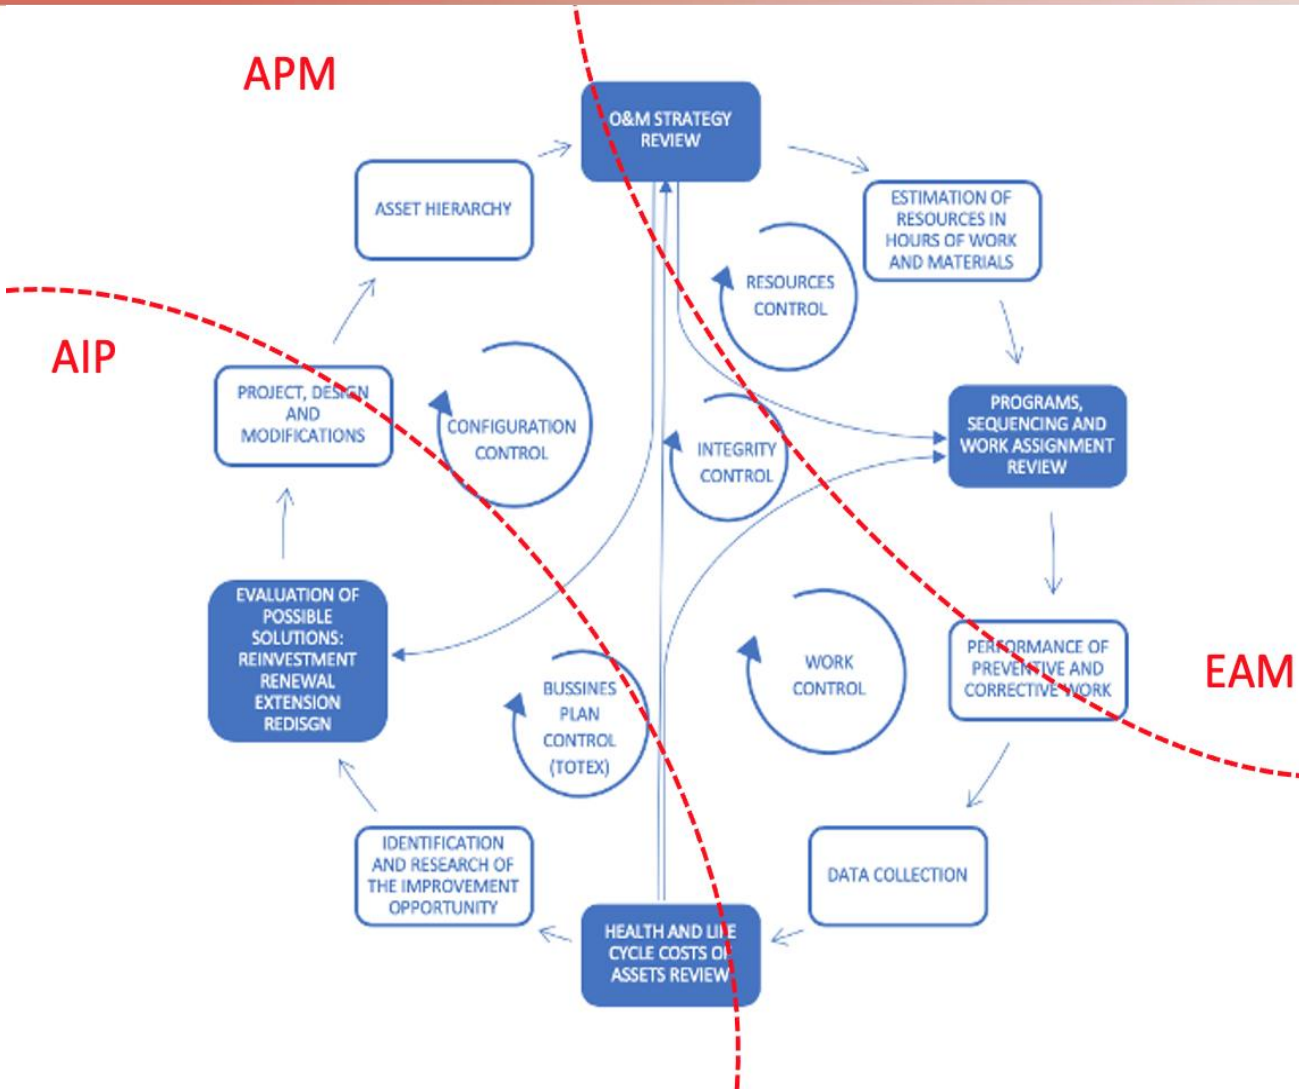 APM
O&M STRATEGY
REVIEW
ASSET HIERARCHY
ESTIMATION OF
RESOURCES IN
HOURS OF WORK
AND MATERIALS
RESOURCES
CONTROL
AIP
PROJECT, DESIGN
AND
MODIFICATIONS
CONFIGURATION
CONTROL
INTEGRITY
CONTROL
PROGRAMS,
SEQUENCING AND
WORK ASSIGNMENT
REVIEW
EVALUATION OF
POSSIBLE
SOLUTIONS:
REINVESTMENT
RENEWAL
EXTENSION
REDISGN
BUSSINES
PLAN
CONTROL
(TOTEX)
WORK
CONTROL
PERFORMANCE OF
PREVENTIVE AND
CORRECTIVE WORK
EAM
IDENTIFICATION
AND RESEARCH OF
THE IMPROVEMENT
OPPORTUNITY
DATA COLLECTION
HEALTH AND LIFE
CYCLE COSTS OF
ASSETS REVIEW